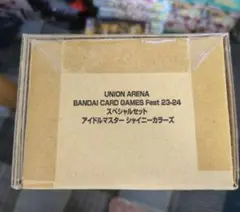 UNION ARENA
BANDAI CARD GAMES Fest 23-24
スペシャルセット
アイドルマスター シャイニーカラーズ